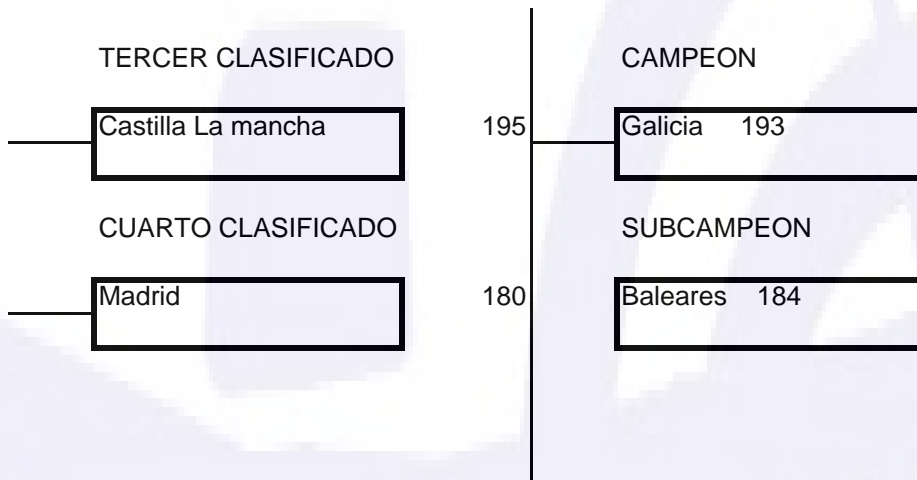 TERCER CLASIFICADO
CAMPEON
Castilla La mancha 195
Galicia 193
CUARTO CLASIFICADO
SUBCAMPEON
Madrid 180
Baleares 184